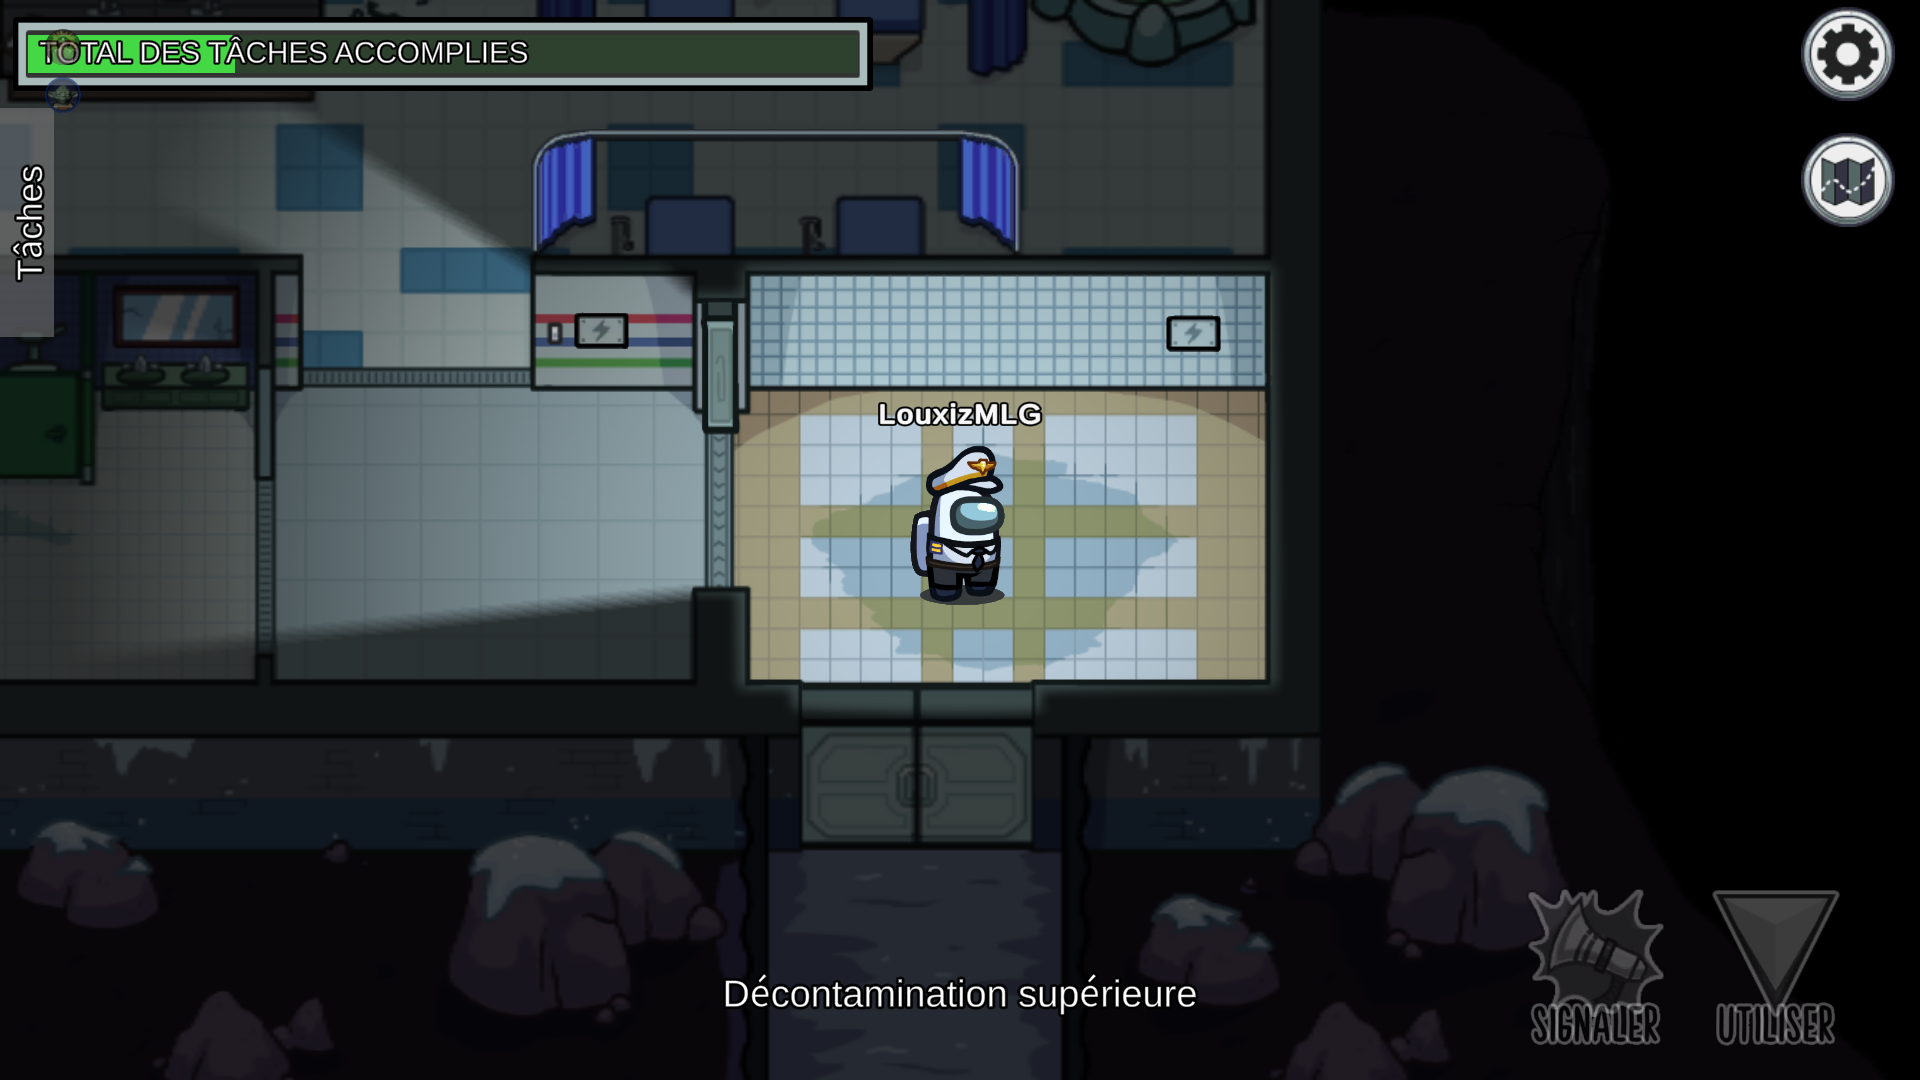 TOTAL DES TÂCHES ACCOMPLIES
Tâches
LouxizMLG
Décontamination supérieure
SIGNALER
UTILISER